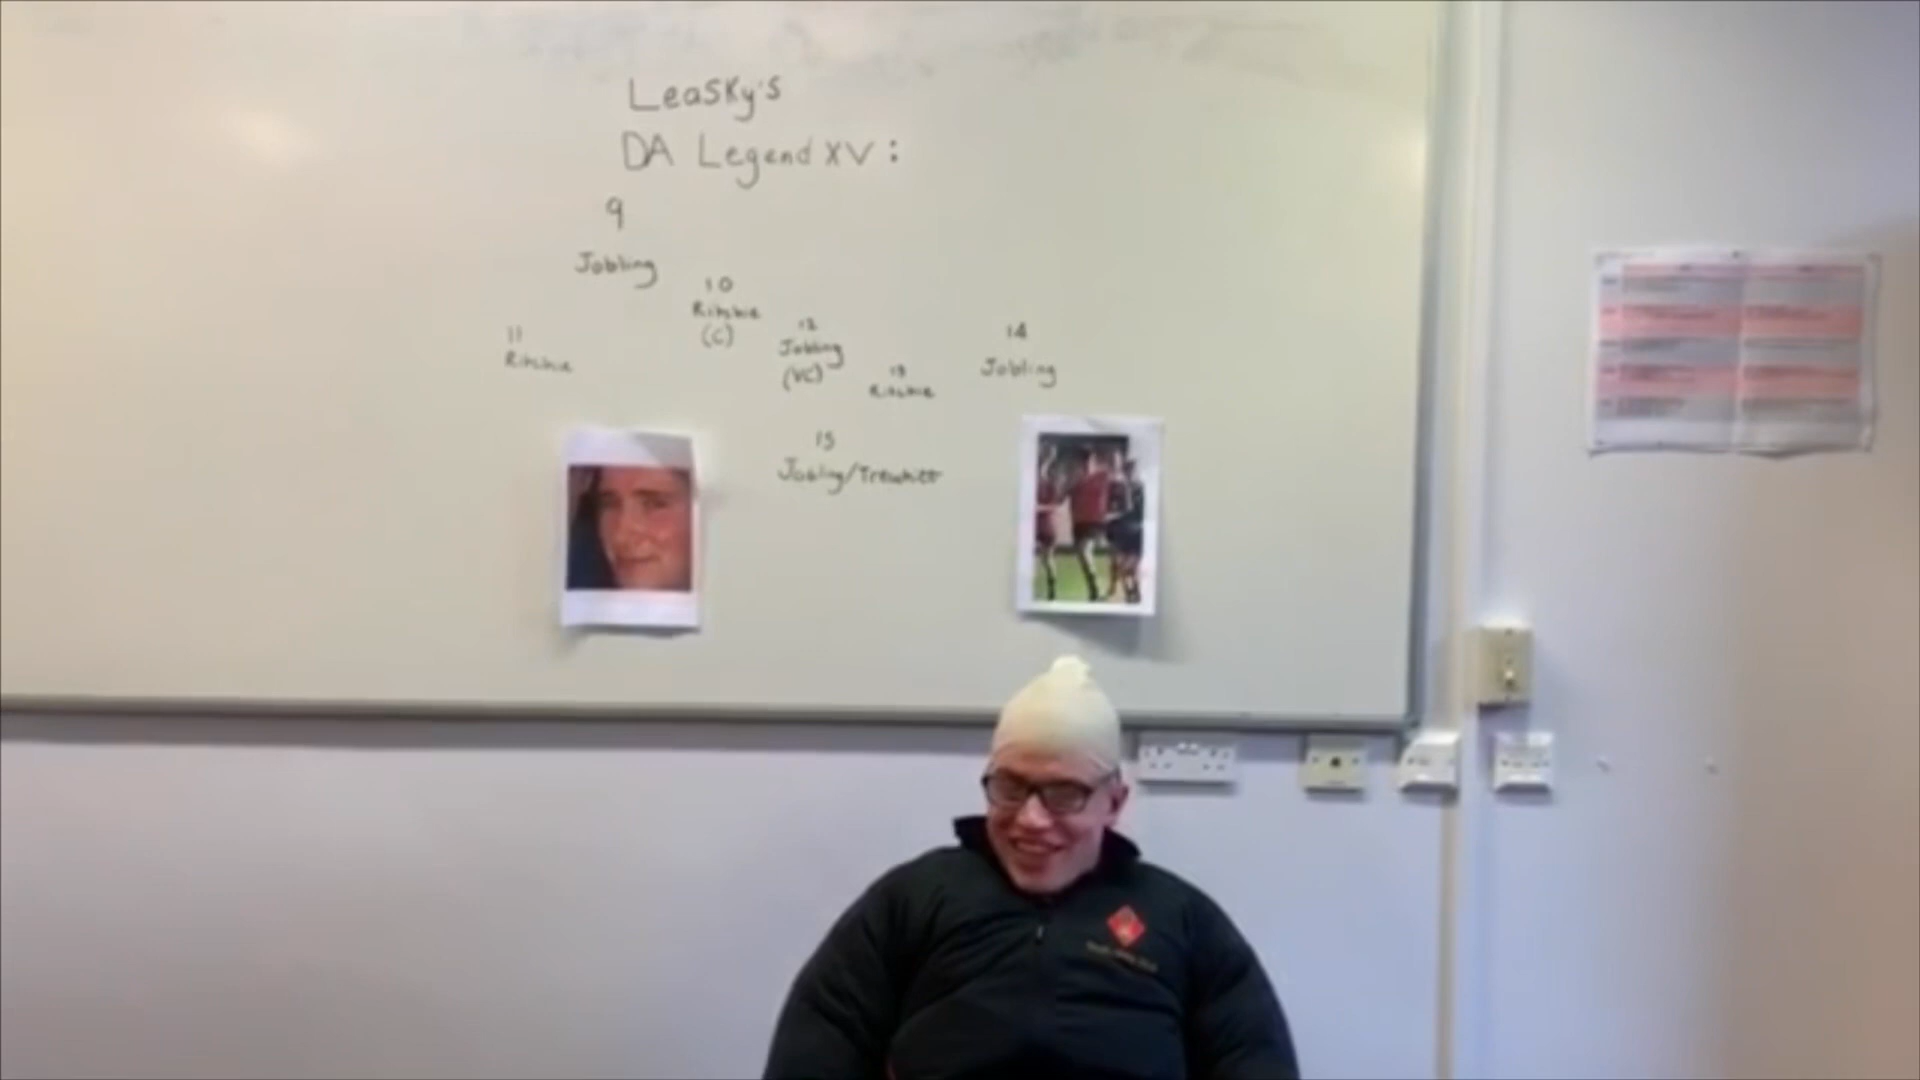 Leasky's
DA Legend XV:
9
Jobling
10
Ritchie
(C)
11
Ritchie
12
Jobling
(VC)
13
Ritchie
14
Jobling
15
Jobling/Trewhitt